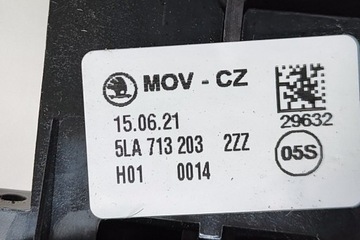 MOV - CZ
15.06.21
29632
5LA 713 203 2ZZ
05S
H01 0014